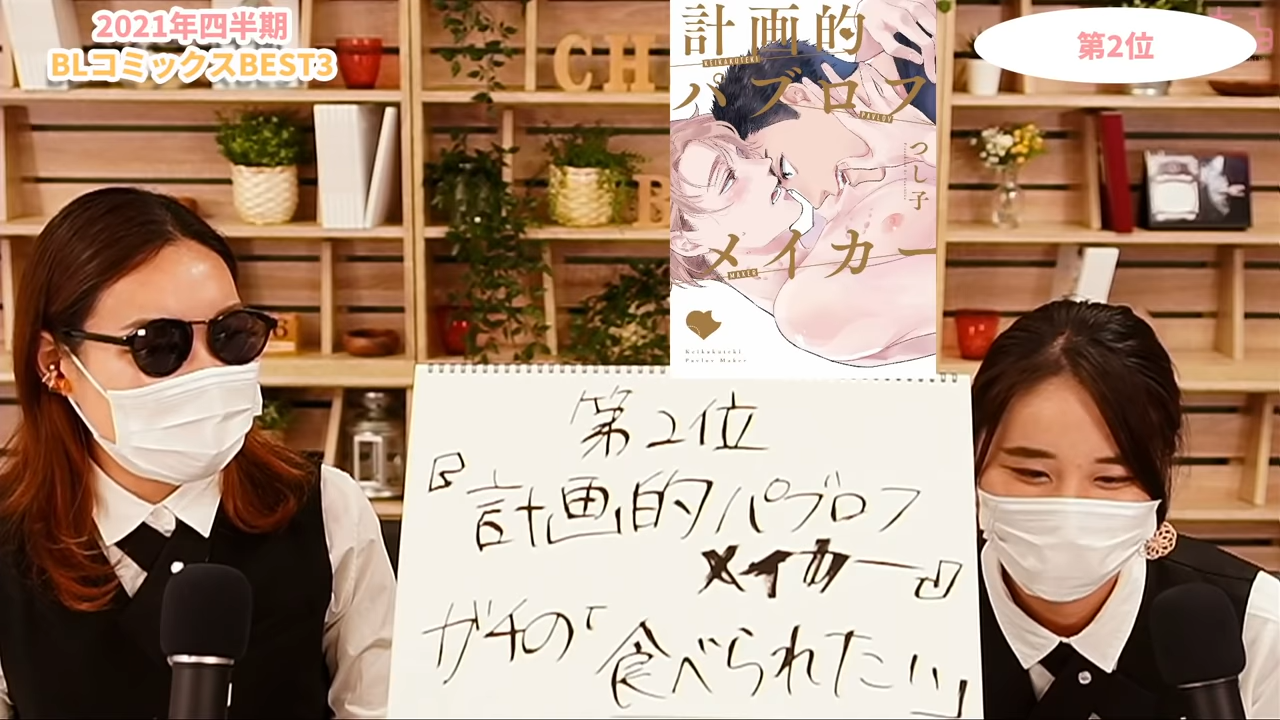 2021年四半期
BLコミックスBEST3
第2位
計画的
KEIKAKUTEKI
パブロフ
PAVLOV
つし子
メイカー
MAKER
Keikakuteki
Pavlov Maker
CH
B
第2位
『計画的パブロフ
メイカー』
ガチの「食べられたい」